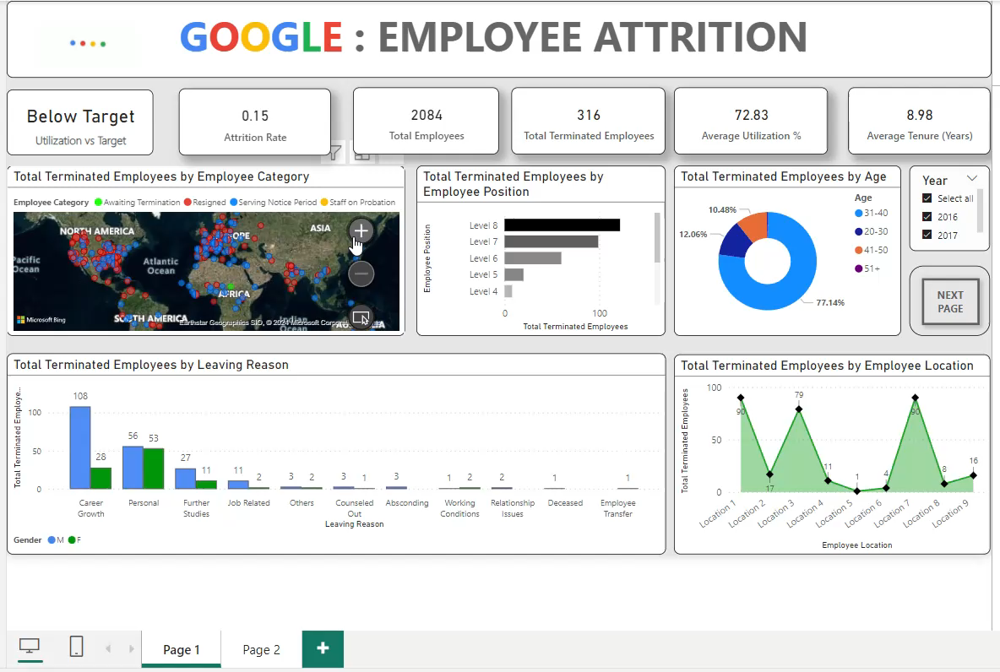 GOOGLE : EMPLOYEE ATTRITION
Below Target
Utilization vs Target
0.15
Attrition Rate
2084
Total Employees
316
Total Terminated Employees
72.83
Average Utilization %
8.98
Average Tenure (Years)
Total Terminated Employees by Employee Category
Employee Category Awaiting Termination Resigned Serving Notice Period Staff on Probation
NORTH AMERICA
ASIA
Pacific
Ocean
Atlantic
Ocean
AFRICA
SOUTH AMERICA
Indian
Microsoft Bing
Earthstar Geographics SIO, © 2024 Microsoft
Total Terminated Employees by
Employee Position
Employee Position
Level 8
Level 7
Level 6
Level 5
Level 4
0
100
Total Terminated Employees
Total Terminated Employees by Age
10.48%
12.06%
77.14%
Age
31-40
20-30
41-50
51+
Year
Select all
2016
2017
NEXT
PAGE
Total Terminated Employees by Leaving Reason
Total Terminated Employe...
100
50
0
108
28
56
53
27
11
11
2
3
2
3
1
3
1
2
2
1
1
Career
Growth
Personal
Further
Studies
Job Related
Others
Counseled
Out
Absconding
Working
Conditions
Relationship
Issues
Deceased
Employee
Transfer
Leaving Reason
Gender M F
Total Terminated Employees by Employee Location
Total Terminated Employees
100
50
0
90
17
79
11
1
4
90
8
16
Location 1
Location 2
Location 3
Location 4
Location 5
Location 6
Location 7
Location 8
Location 9
Employee Location
Page 1
Page 2